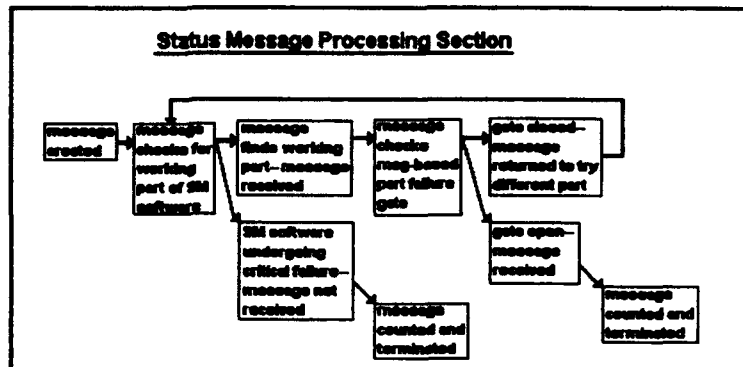 Status Message Processing Section
message
created
message
checks for
working
part of SM
software
message
finds working
part—message
received
message
checks
msg-based
part failure
gate
gate closed—
message
returned to try
different part
SM software
undergoing
critical failure—
message not
received
gate open—
message
received
message
counted and
terminated
message
counted and
terminated